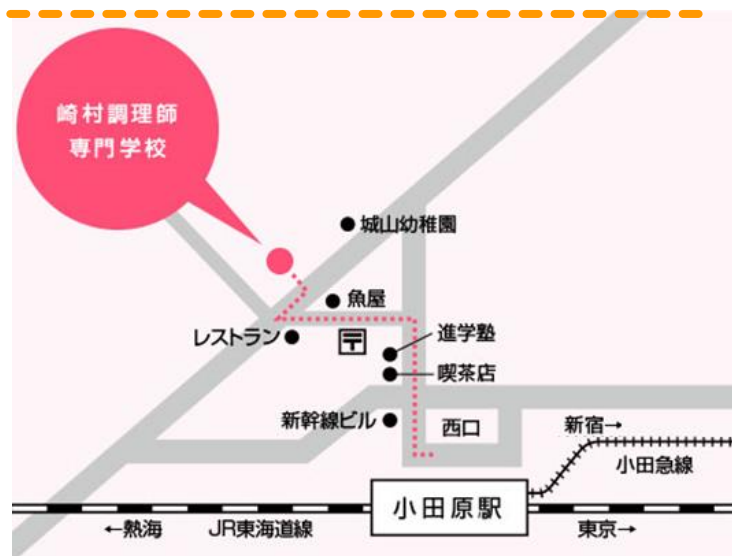 崎村調理師
専門学校
城山幼稚園
魚屋
レストラン
〒
進学塾
喫茶店
新幹線ビル
西口
新宿→
小田急線
小田原駅
←熱海
JR東海道線
東京→